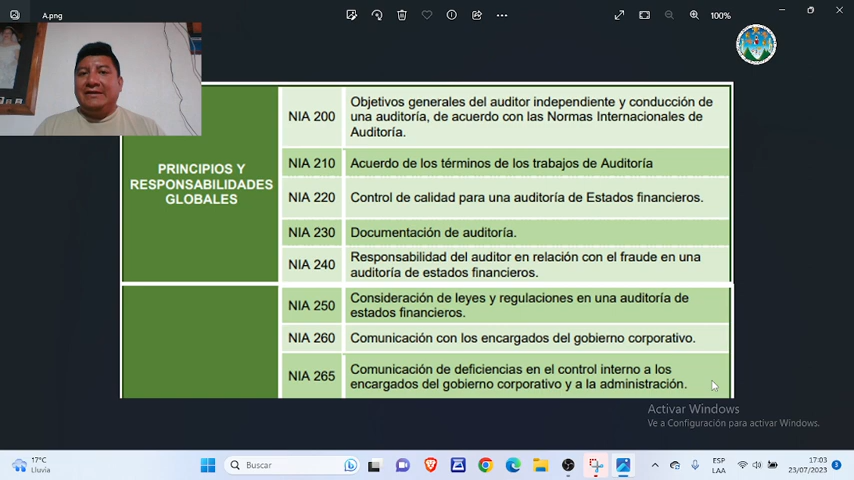 A.png
100%
PRINCIPIOS Y
RESPONSABILIDADES
GLOBALES
NIA 200
Objetivos generales del auditor independiente y conducción de
una auditoría, de acuerdo con las Normas Internacionales de
Auditoría.
NIA 210
Acuerdo de los términos de los trabajos de Auditoría
NIA 220
Control de calidad para una auditoría de Estados financieros.
NIA 230
Documentación de auditoría.
NIA 240
Responsabilidad del auditor en relación con el fraude en una
auditoría de estados financieros.
NIA 250
Consideración de leyes y regulaciones en una auditoría de
estados financieros.
NIA 260
Comunicación con los encargados del gobierno corporativo.
NIA 265
Comunicación de deficiencias en el control interno a los
encargados del gobierno corporativo y a la administración.
Activar Windows
Ve a Configuración para activar Windows.
17°C
Lluvia
Buscar
ESP
LAA
17:03
23/07/2023
3